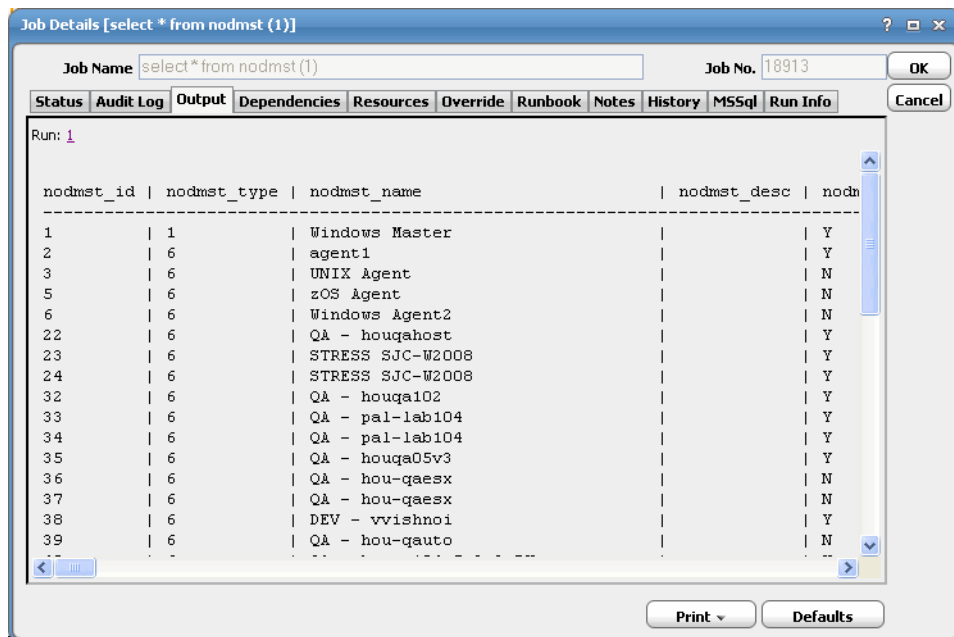 Job Details [select * from nodmst (1)]
Job Name select * from nodmst (1) Job No. 18913 OK
Status Audit Log Output Dependencies Resources Override Runbook Notes History MSSql Run Info Cancel
Run: 1
nodmst_id | nodmst_type | nodmst_name | nodmst_desc | nodm
1 | 1 | Windows Master | | Y
2 | 6 | agent1 | | Y
3 | 6 | UNIX Agent | | N
5 | 6 | zOS Agent | | N
6 | 6 | Windows Agent2 | | N
22 | 6 | QA - houqahost | | Y
23 | 6 | STRESS SJC-W2008 | | Y
24 | 6 | STRESS SJC-W2008 | | Y
32 | 6 | QA - houqa102 | | Y
33 | 6 | QA - pal-lab104 | | Y
34 | 6 | QA - pal-lab104 | | Y
35 | 6 | QA - houqa05v3 | | Y
36 | 6 | QA - hou-qaesx | | N
37 | 6 | QA - hou-qaesx | | N
38 | 6 | DEV - vvishnoi | | Y
39 | 6 | QA - hou-qauto | | N
Print Defaults